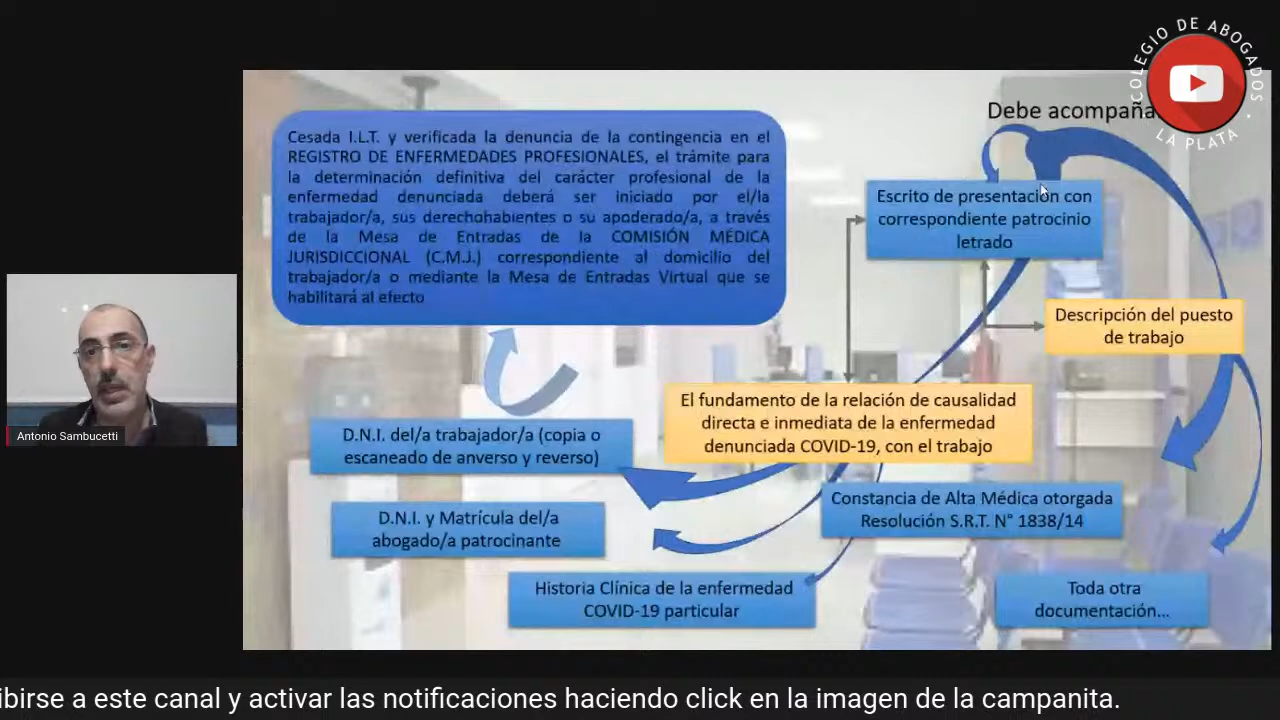 COLEGIO DE ABOGADOS
LA PLATA
Debe acompaña
Cesada I.L.T. y verificada la denuncia de la contingencia en el
REGISTRO DE ENFERMEDADES PROFESIONALES, el trámite para
la determinación definitiva del carácter profesional de la
enfermedad denunciada deberá ser iniciado por el/la
trabajador/a, sus derechohabientes o su apoderado/a, a través
de la Mesa de Entradas de la COMISIÓN MÉDICA
JURISDICCIONAL (C.M.J.) correspondiente al domicilio del
trabajador/a o mediante la Mesa de Entradas Virtual que se
habilitará al efecto
Escrito de presentación con
correspondiente patrocinio
letrado
Descripción del puesto
de trabajo
El fundamento de la relación de causalidad
directa e inmediata de la enfermedad
denunciada COVID-19, con el trabajo
D.N.I. del/a trabajador/a (copia o
escaneado de anverso y reverso)
Constancia de Alta Médica otorgada
Resolución S.R.T. N° 1838/14
D.N.I. y Matrícula del/a
abogado/a patrocinante
Historia Clínica de la enfermedad
COVID-19 particular
Toda otra
documentación...
Antonio Sambucetti
ibirse a este canal y activar las notificaciones haciendo click en la imagen de la campanita.